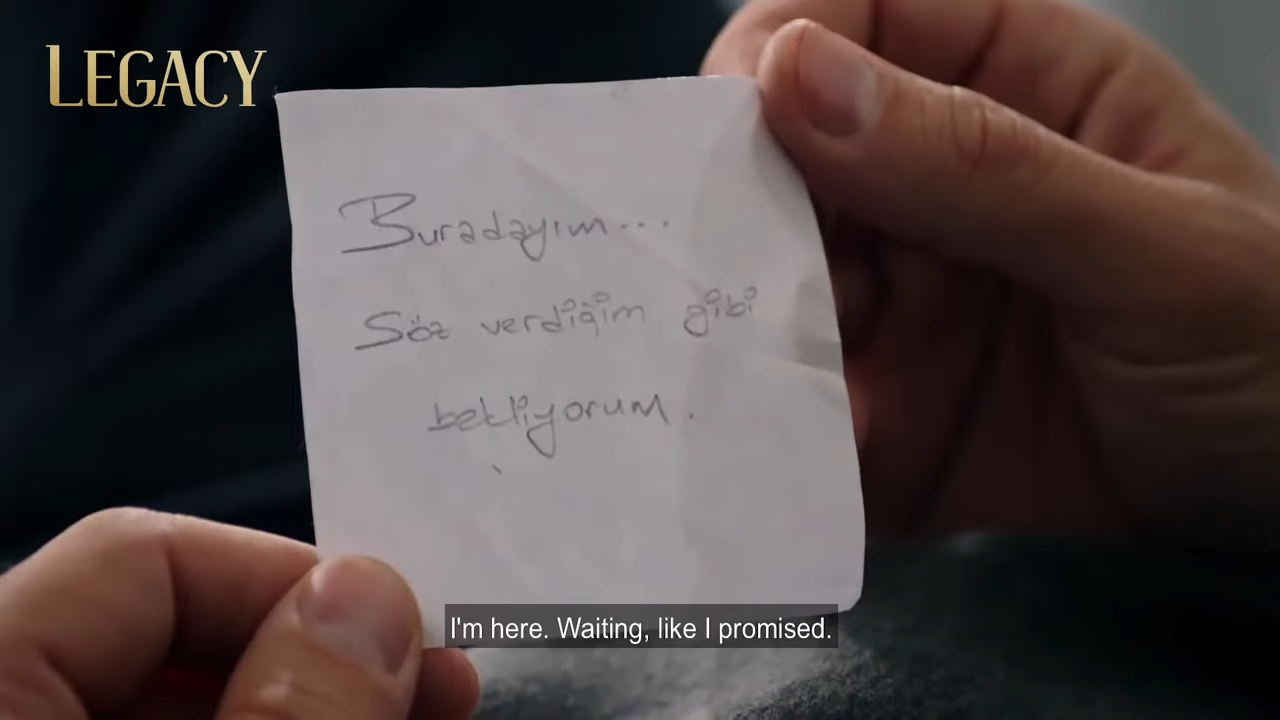 LEGACY
Buradayım...
Söz verdiğim gibi
bekliyorum.
I'm here. Waiting, like I promised.